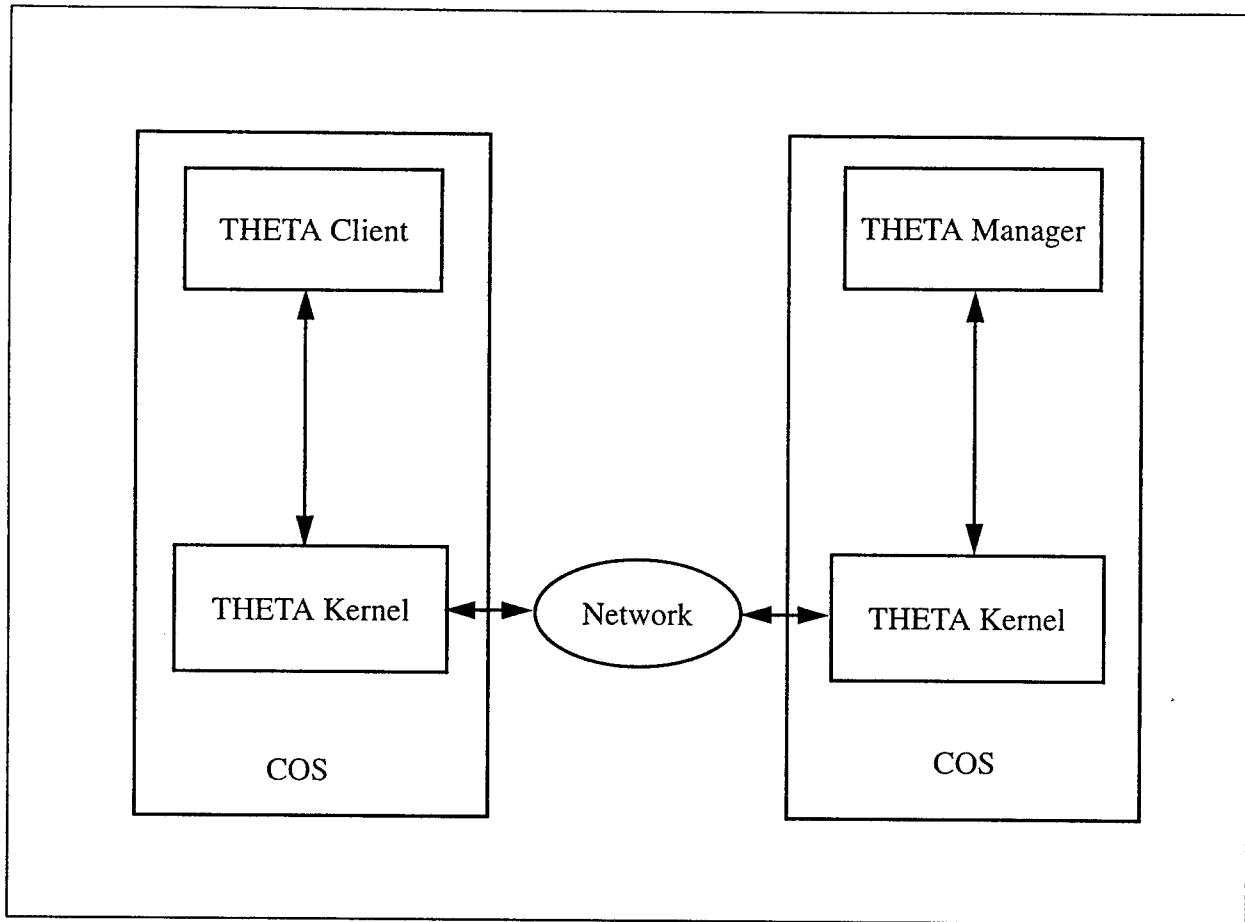 THETA Client
THETA Manager
THETA Kernel
Network
THETA Kernel
COS
COS